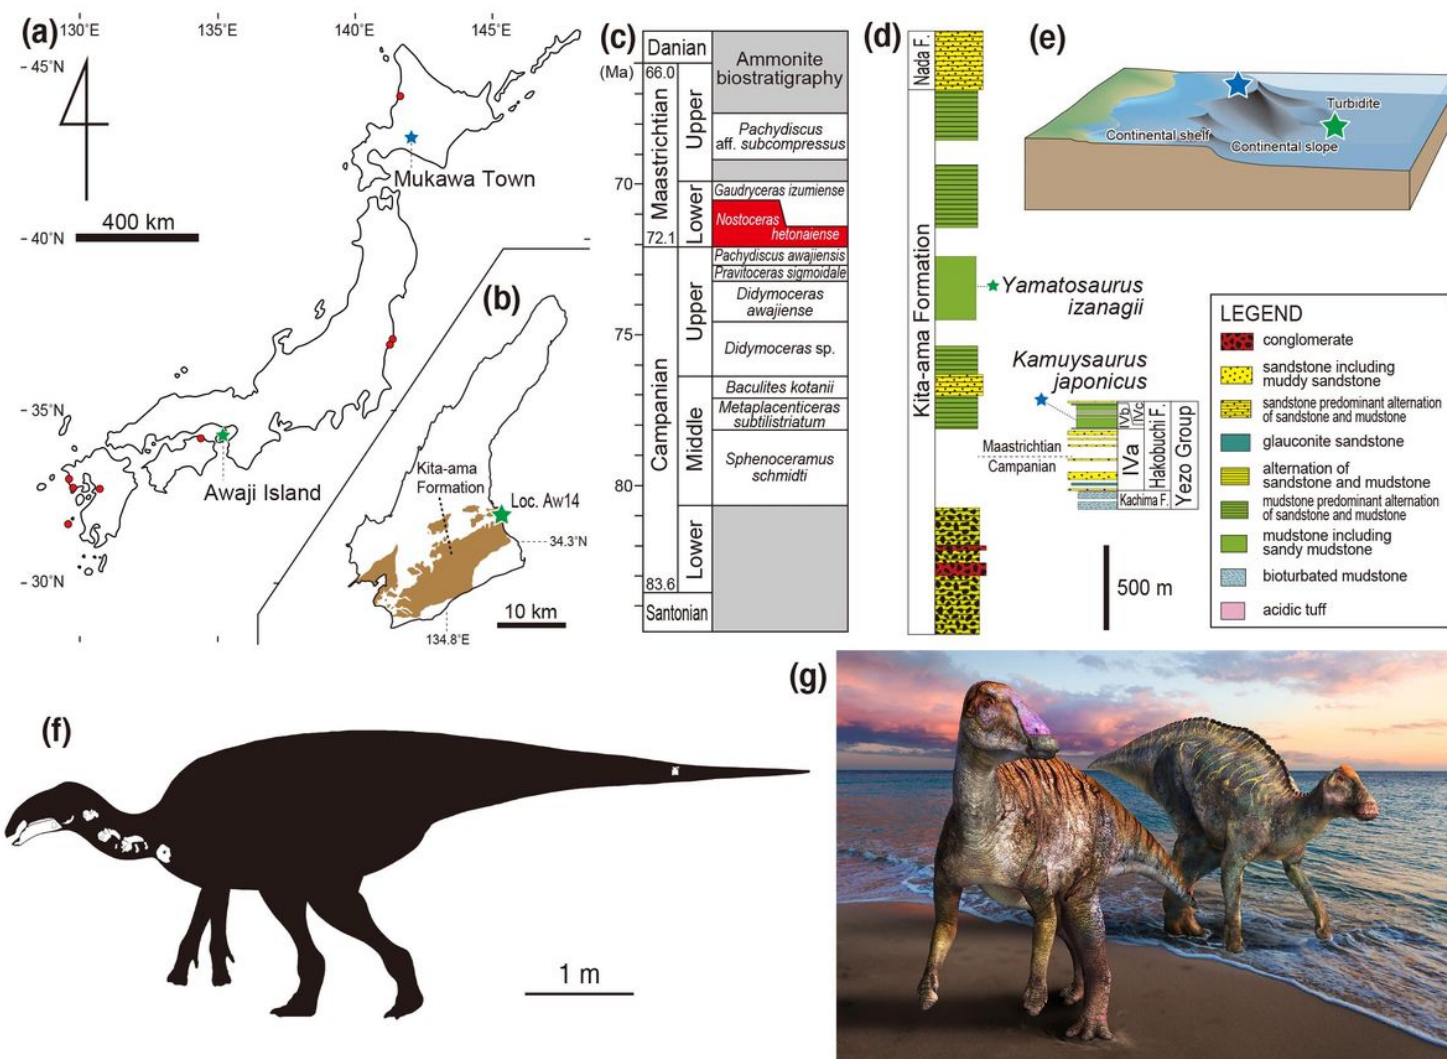 (a)
130°E
135°E
140°E
145°E
45°N
40°N
35°N
30°N
Mukawa Town
400 km
Awaji Island
(b)
Kita-ama
Formation
Loc. Aw14
34.3°N
10 km
134.8°E
(c)
(Ma)
Danian
66.0
Maastrichtian
Upper
Lower
70
72.1
Campanian
Upper
Middle
Lower
75
80
83.6
Santonian
Ammonite
biostratigraphy
Pachydiscus
aff. subcompressus
Gaudryceras izumiense
Nostoceras
hetonaiense
Pachydiscus awajiensis
Pravitoceras sigmoidale
Didymoceras
awajiense
Didymoceras sp.
Baculites kotanii
Metaplacenticeras
subtilistriatum
Sphenoceramus
schmidti
(d)
Nada F.
Kita-ama Formation
Yamatosaurus
izanagii
Kamuysaurus
japonicus
Maastrichtian
Campanian
IVb
IVc
IVa
Hakobuchi F.
Kachima F.
Yezo Group
500 m
(e)
Turbidite
Continental shelf
Continental slope
LEGEND
conglomerate
sandstone including
muddy sandstone
sandstone predominant alternation
of sandstone and mudstone
glauconite sandstone
alternation of
sandstone and mudstone
mudstone predominant alternation
of sandstone and mudstone
mudstone including
sandy mudstone
bioturbated mudstone
acidic tuff
(f)
1 m
(g)